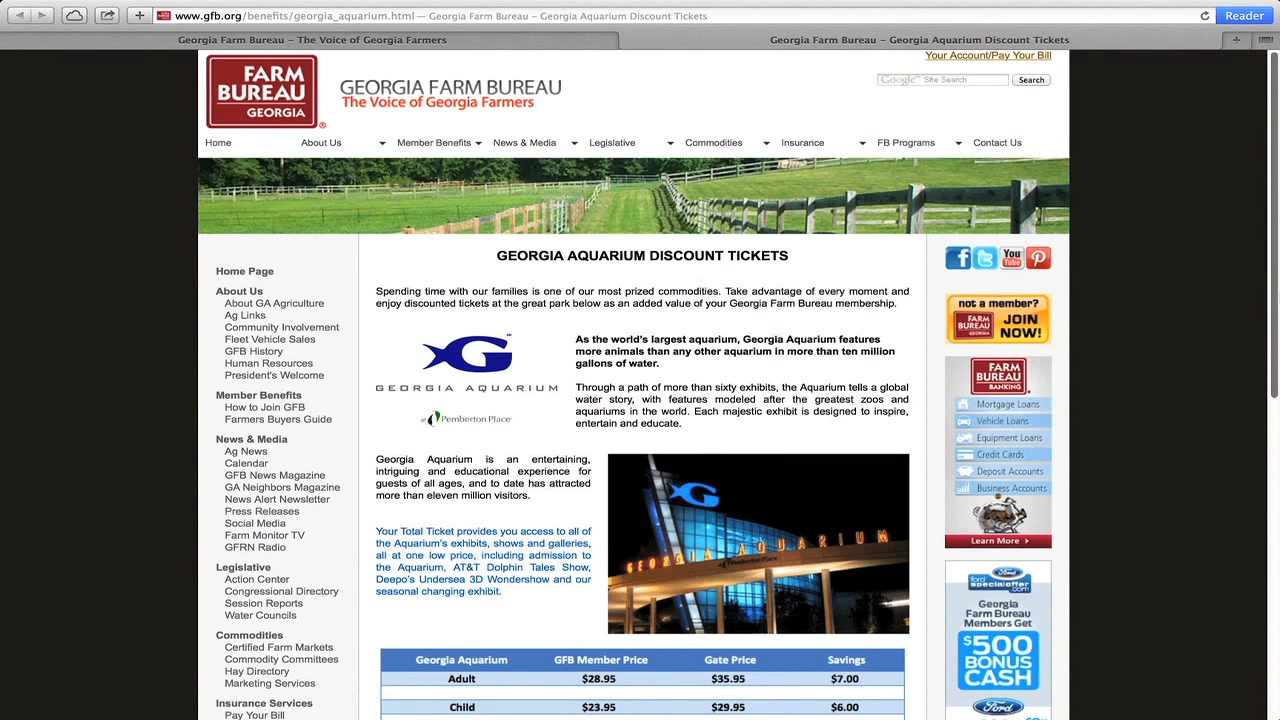 www.gfb.org/benefits/georgia_aquarium.html — Georgia Farm Bureau – Georgia Aquarium Discount Tickets
Reader
Georgia Farm Bureau – The Voice of Georgia Farmers
Georgia Farm Bureau – Georgia Aquarium Discount Tickets
FARM
BUREAU
GEORGIA
®
GEORGIA FARM BUREAU
The Voice of Georgia Farmers
Your Account/Pay Your Bill
Google™ Site Search
Search
Home
About Us
Member Benefits
News & Media
Legislative
Commodities
Insurance
FB Programs
Contact Us
Home Page
About Us
About GA Agriculture
Ag Links
Community Involvement
Fleet Vehicle Sales
GFB History
Human Resources
President's Welcome
Member Benefits
How to Join GFB
Farmers Buyers Guide
News & Media
Ag News
Calendar
GFB News Magazine
GA Neighbors Magazine
News Alert Newsletter
Press Releases
Social Media
Farm Monitor TV
GFRN Radio
Legislative
Action Center
Congressional Directory
Session Reports
Water Councils
Commodities
Certified Farm Markets
Commodity Committees
Hay Directory
Marketing Services
Insurance Services
Pay Your Bill
GEORGIA AQUARIUM DISCOUNT TICKETS
Spending time with our families is one of our most prized commodities. Take advantage of every moment and
enjoy discounted tickets at the great park below as an added value of your Georgia Farm Bureau membership.
G
GEORGIA AQUARIUM
at Pemberton Place
As the world's largest aquarium, Georgia Aquarium features
more animals than any other aquarium in more than ten million
gallons of water.
Through a path of more than sixty exhibits, the Aquarium tells a global
water story, with features modeled after the greatest zoos and
aquariums in the world. Each majestic exhibit is designed to inspire,
entertain and educate.
Georgia Aquarium is an entertaining,
intriguing and educational experience for
guests of all ages, and to date has attracted
more than eleven million visitors.
Your Total Ticket provides you access to all of
the Aquarium's exhibits, shows and galleries,
all at one low price, including admission to
the Aquarium, AT&T Dolphin Tales Show,
Deepo's Undersea 3D Wondershow and our
seasonal changing exhibit.
G
GEORGIA AQUARIUM
Pemberton Place
Georgia Aquarium GFB Member Price Gate Price Savings
Adult $28.95 $35.95 $7.00
Child $23.95 $29.95 $6.00
f
t
You Tube
P
not a member?
FARM BUREAU GEORGIA
JOIN NOW!
FARM
BUREAU
BANKING
Mortgage Loans
Vehicle Loans
Equipment Loans
Credit Cards
Deposit Accounts
Business Accounts
Learn More
Ford
fordspecialoffer.com
Georgia
Farm Bureau
Members Get
$500
BONUS
CASH
Ford